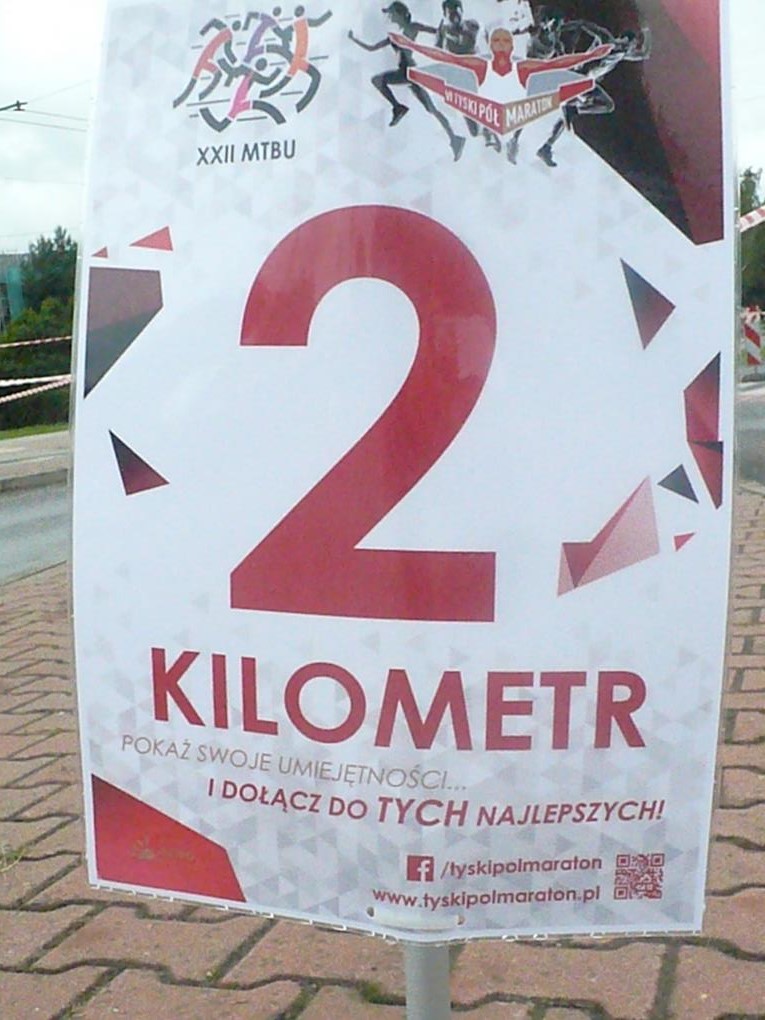 VI TYSKI PÓŁ MARATON
XXII MTBU
2
KILOMETR
POKAŻ SWOJE UMIEJĘTNOŚCI...
I DOŁĄCZ DO TYCH NAJLEPSZYCH!
/tyskipolmaraton
www.tyskipolmaraton.pl